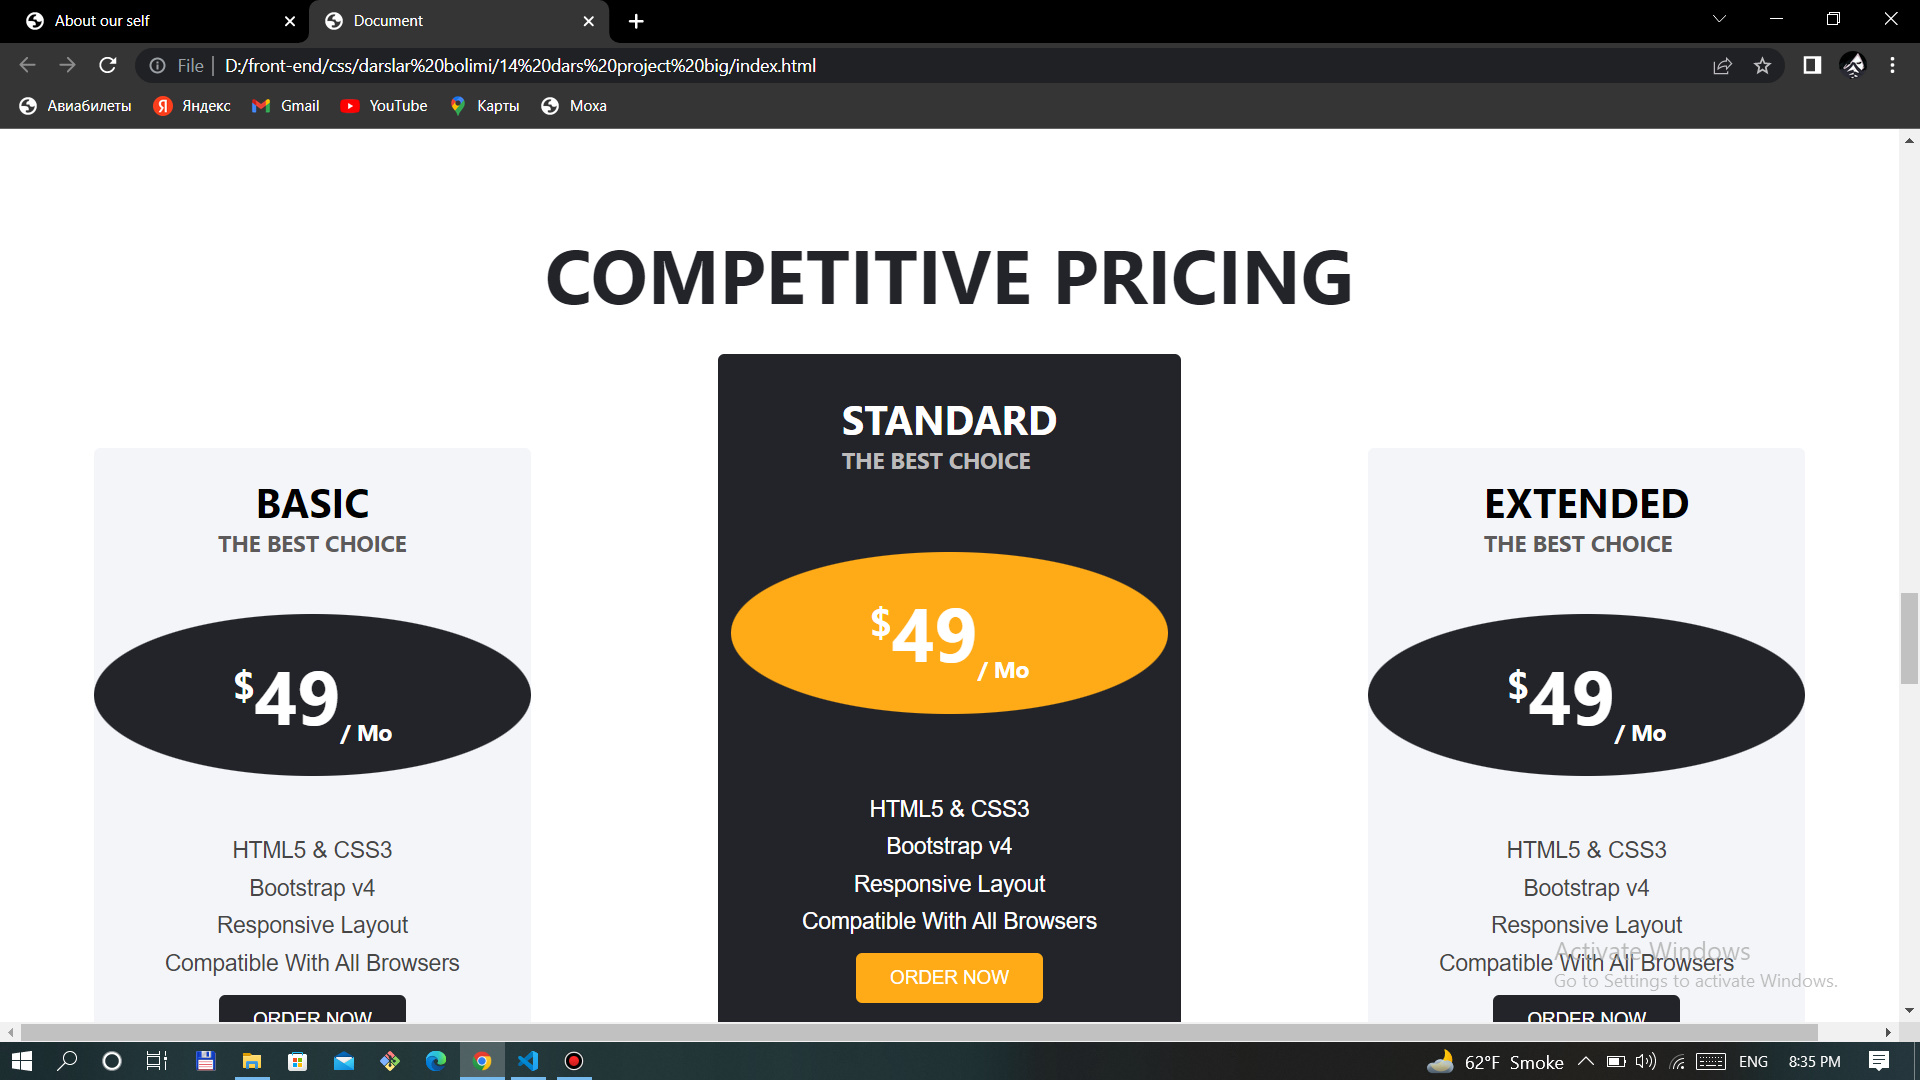 About our self
Document
File
D:/front-end/css/darslar%20bolimi/14%20dars%20project%20big/index.html
Авиабилеты
Яндекс
Gmail
YouTube
Карты
Моха
COMPETITIVE PRICING
BASIC
THE BEST CHOICE
$49 / Mo
HTML5 & CSS3
Bootstrap v4
Responsive Layout
Compatible With All Browsers
ORDER NOW
STANDARD
THE BEST CHOICE
$49 / Mo
HTML5 & CSS3
Bootstrap v4
Responsive Layout
Compatible With All Browsers
ORDER NOW
EXTENDED
THE BEST CHOICE
$49 / Mo
HTML5 & CSS3
Bootstrap v4
Responsive Layout
Compatible With All Browsers
ORDER NOW
Activate Windows
Go to Settings to activate Windows.
62°F Smoke
ENG
8:35 PM